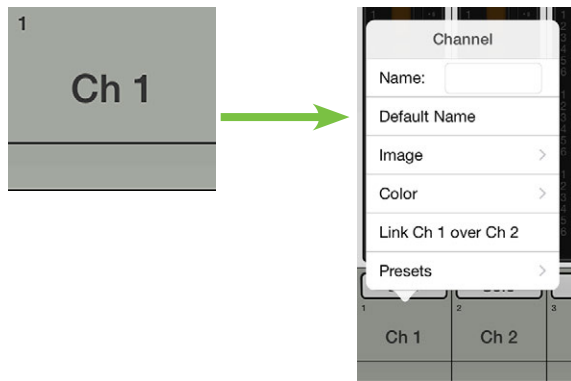 1
Ch 1
Channel
Name:
Default Name
Image
Color
Link Ch 1 over Ch 2
Presets
1
2
3
Ch 1
Ch 2